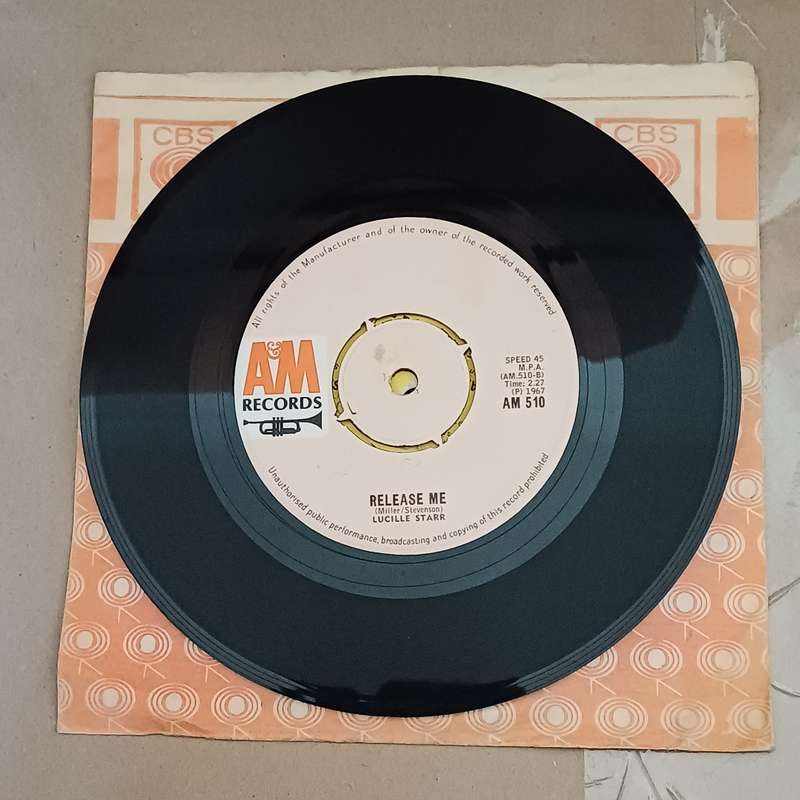 CBS
CBS
All rights of the Manufacturer and of the owner of the recorded work reserved
A&M
RECORDS
SPEED 45
M.P.A.
(AM.510-B)
Time: 2.27
(P) 1967
AM 510
RELEASE ME
(Miller/Stevenson)
LUCILLE STARR
Unauthorised public performance, broadcasting and copying of this record prohibited